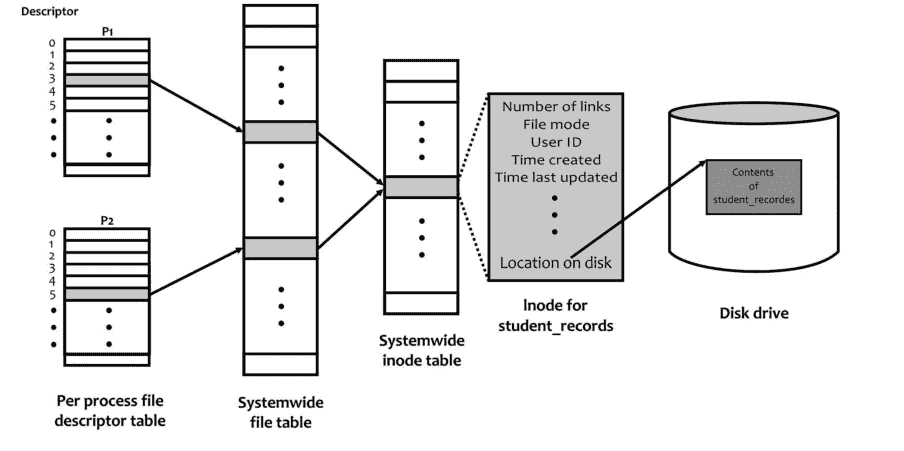 Descriptor
P1
0
1
2
3
4
5
P2
0
1
2
3
4
5
Per process file
descriptor table
Systemwide
file table
Systemwide
inode table
Number of links
File mode
User ID
Time created
Time last updated
Location on disk
Inode for
student_records
Contents
of
student_recordes
Disk drive